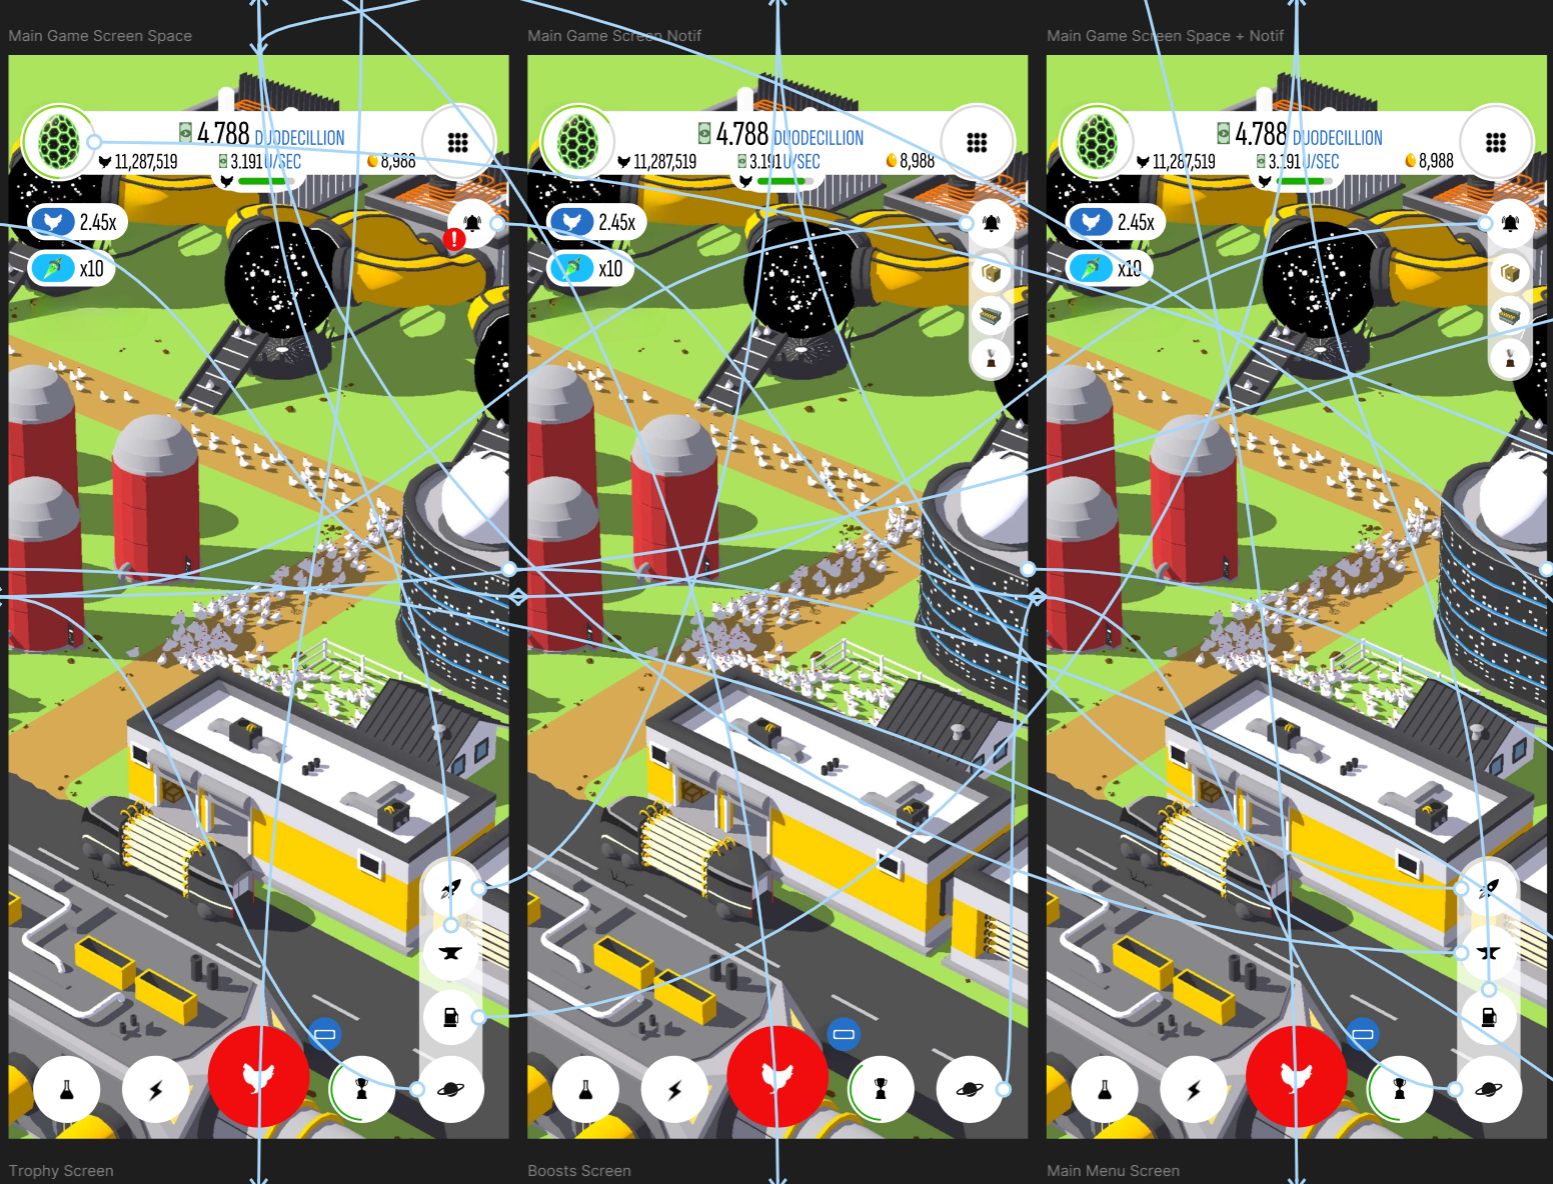 Main Game Screen Space
Main Game Screen Notif
Main Game Screen Space + Notif
4.788 DUODECILLION
11,287,519
3.191 U/SEC
8,988
2.45x
x10
!
4.788 DUODECILLION
11,287,519
3.191 U/SEC
8,988
2.45x
x10
4.788 DUODECILLION
11,287,519
3.191 U/SEC
8,988
2.45x
x10
Trophy Screen
Boosts Screen
Main Menu Screen